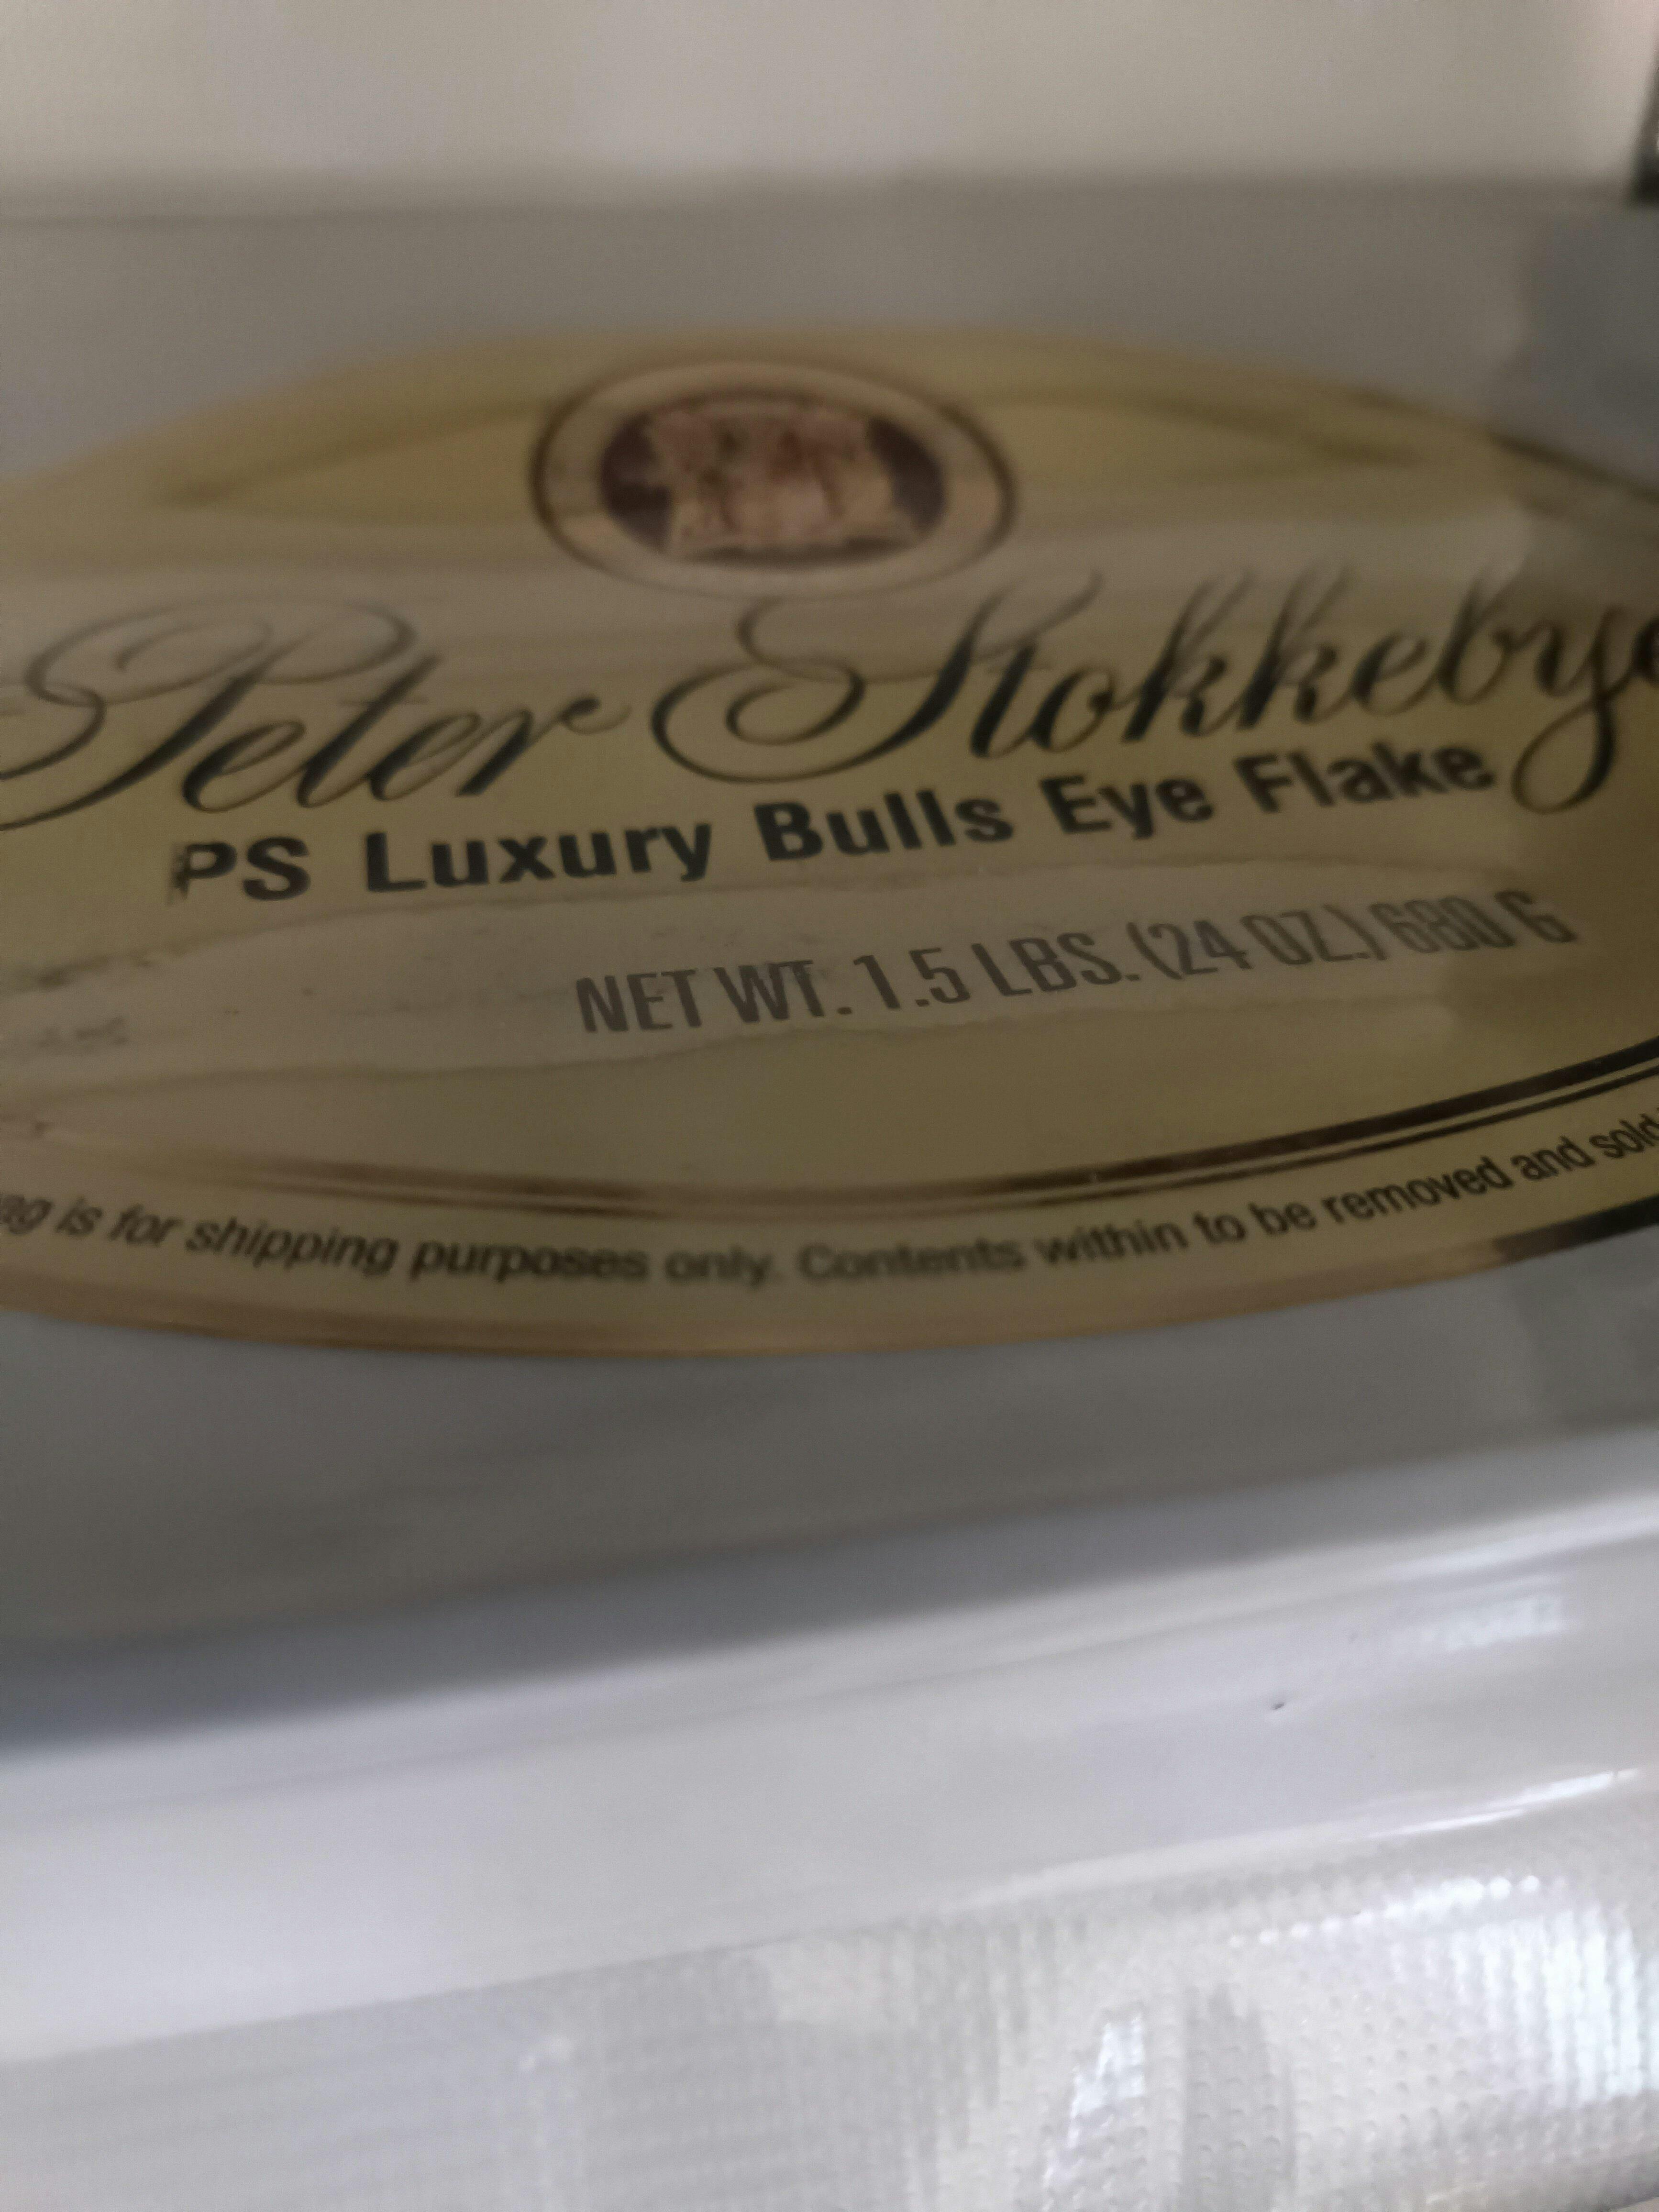 Peter Stokkebye
PS Luxury Bulls Eye Flake
NET WT. 1.5 LBS. (24 OZ.) 680 G
is for shipping purposes only. Contents within to be removed and sold